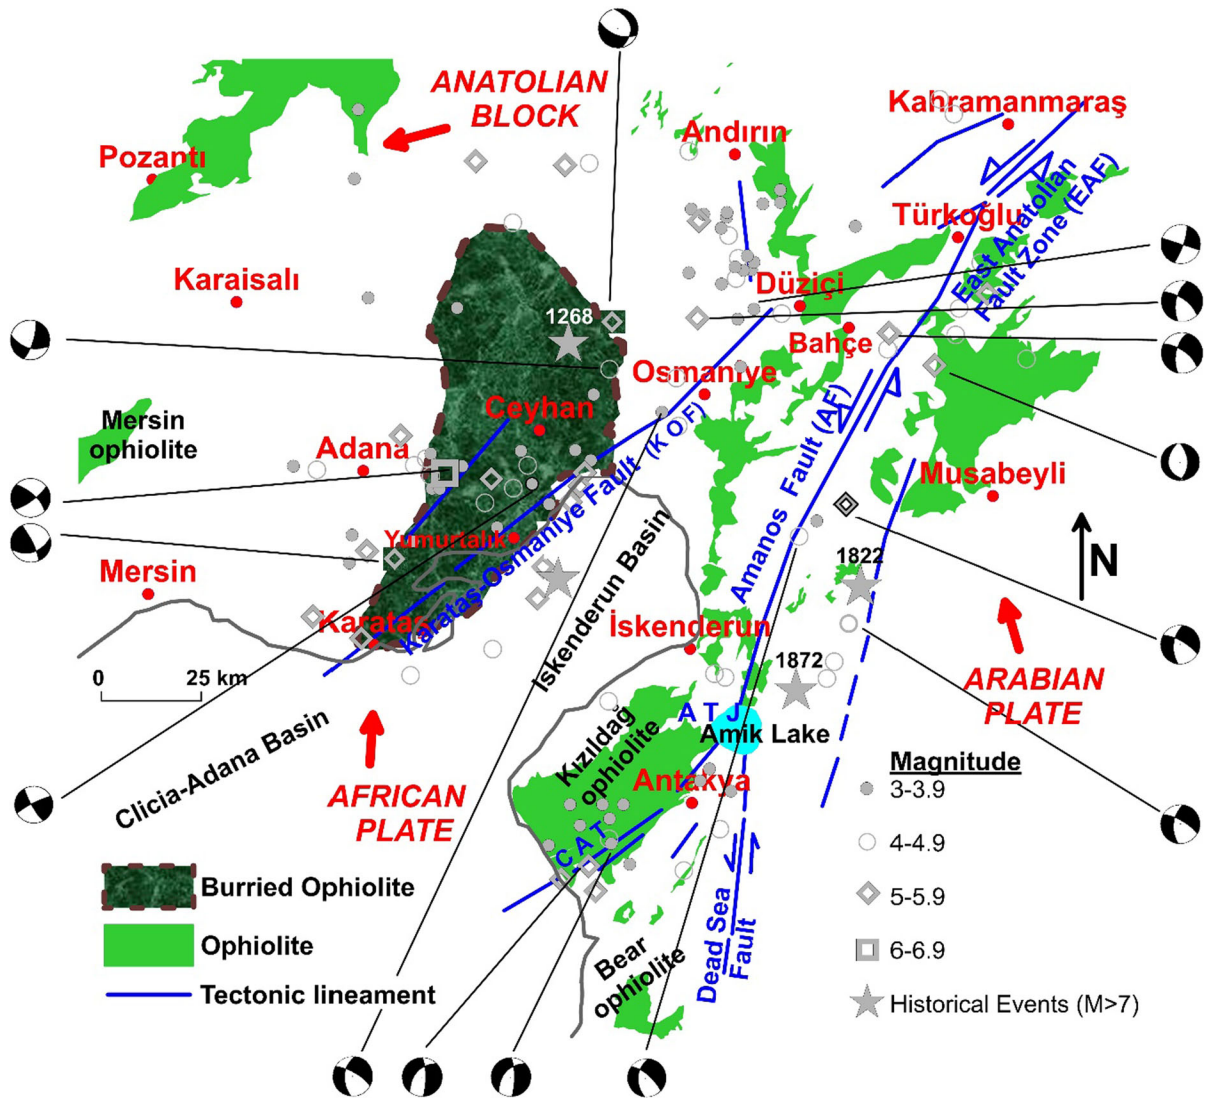 ANATOLIAN
BLOCK
Kahramanmaraş
Andırın
Pozantı
Türkoğlu
East Anatolian
Fault Zone (EAF)
Karaisalı
Düziçi
1268
Bahçe
Osmaniye
Mersin
ophiolite
Ceyhan
Adana
Karataş-Osmaniye Fault (KOF)
Amanos Fault (AF)
Musabeyli
Yumurtalık
Mersin
1822
N
Karataş
İskenderun Basin
İskenderun
0 25 km
1872
ARABIAN
PLATE
A T J
Amik Lake
Clicia-Adana Basin
Kızıldağ
ophiolite
AFRICAN
PLATE
Antakya
C A T
Magnitude
3-3.9
4-4.9
5-5.9
6-6.9
Historical Events (M>7)
Burried Ophiolite
Ophiolite
Tectonic lineament
Dead Sea
Fault
Bear
ophiolite